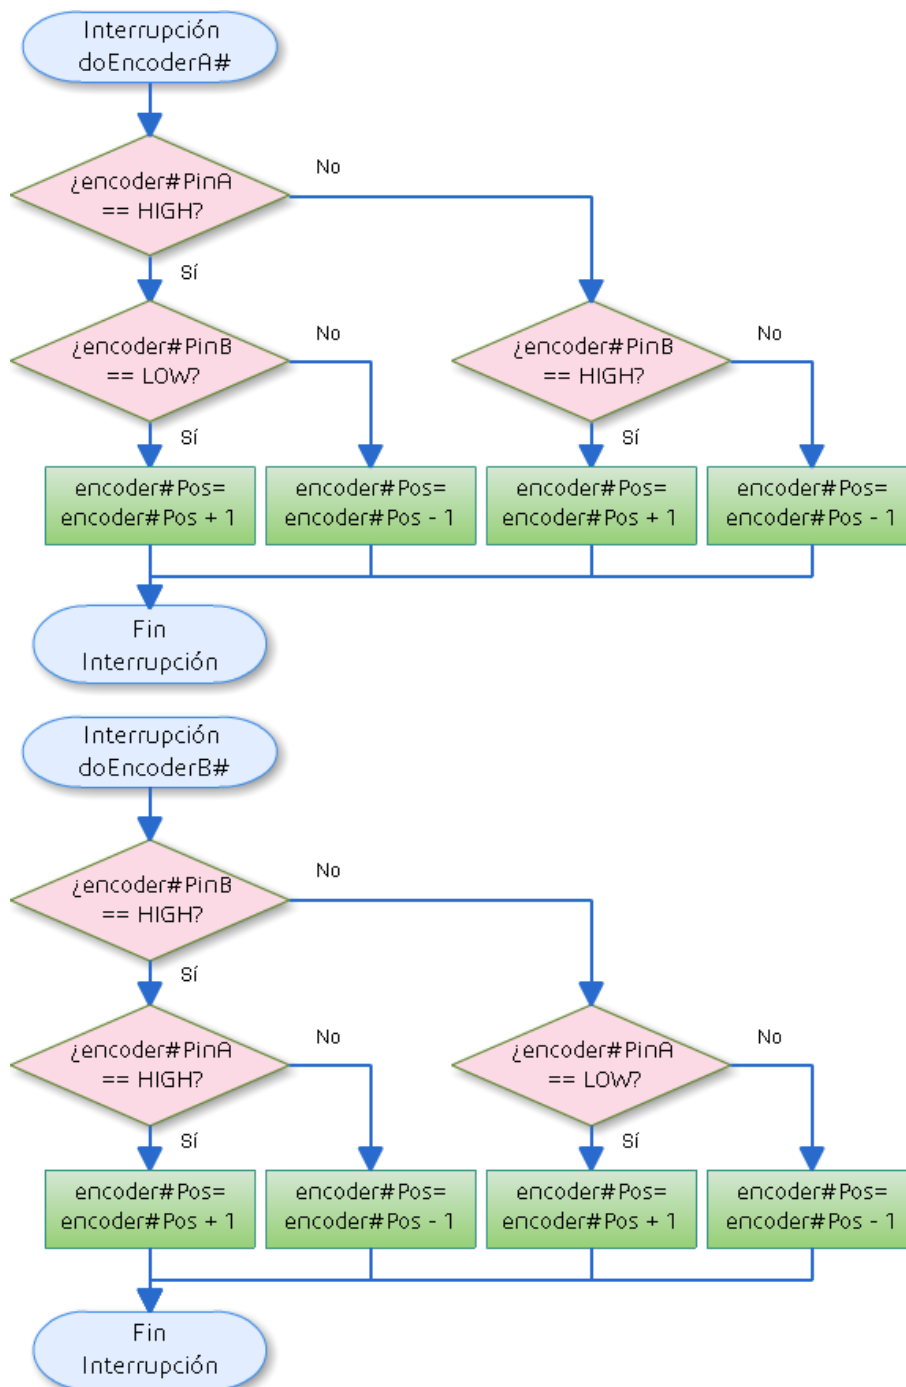 Interrupción
doEncoderA#
¿encoder#PinA
== HIGH?
No
Sí
¿encoder#PinB
== LOW?
No
¿encoder#PinB
== HIGH?
No
Sí
Sí
encoder#Pos=
encoder#Pos + 1
encoder#Pos=
encoder#Pos - 1
encoder#Pos=
encoder#Pos + 1
encoder#Pos=
encoder#Pos - 1
Fin
Interrupción
Interrupción
doEncoderB#
¿encoder#PinB
== HIGH?
No
Sí
¿encoder#PinA
== HIGH?
No
¿encoder#PinA
== LOW?
No
Sí
Sí
encoder#Pos=
encoder#Pos + 1
encoder#Pos=
encoder#Pos - 1
encoder#Pos=
encoder#Pos + 1
encoder#Pos=
encoder#Pos - 1
Fin
Interrupción